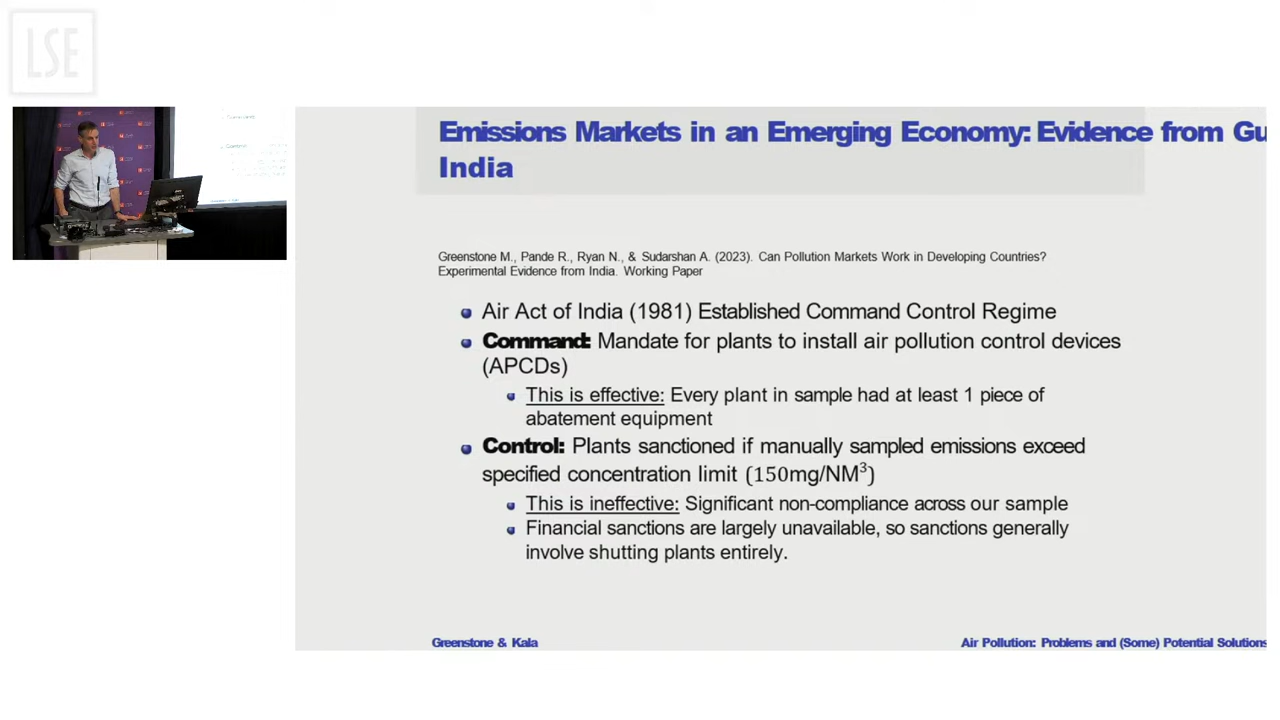 LSE
Emissions Markets in an Emerging Economy: Evidence from Gu
India
Greenstone M., Pande R., Ryan N., & Sudarshan A. (2023). Can Pollution Markets Work in Developing Countries?
Experimental Evidence from India. Working Paper
Air Act of India (1981) Established Command Control Regime
Command: Mandate for plants to install air pollution control devices
(APCDs)
This is effective: Every plant in sample had at least 1 piece of
abatement equipment
Control: Plants sanctioned if manually sampled emissions exceed
specified concentration limit (150mg/NM³)
This is ineffective: Significant non-compliance across our sample
Financial sanctions are largely unavailable, so sanctions generally
involve shutting plants entirely.
Greenstone & Kala
Air Pollution: Problems and (Some) Potential Solutions